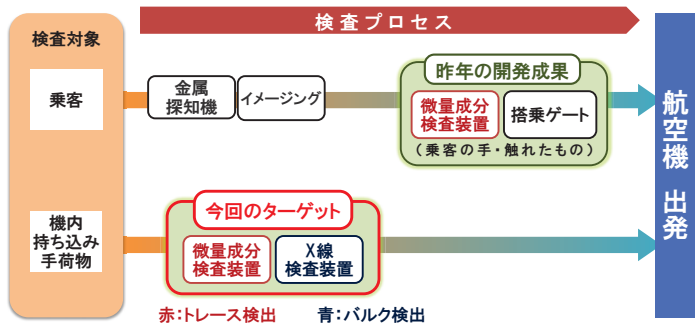 検査プロセス
検査対象
乗客
金属
探知機
イメージング
昨年の開発成果
微量成分
検査装置
搭乗ゲート
（乗客の手・触れたもの）
航空機 出発
機内
持ち込み
手荷物
今回のターゲット
微量成分
検査装置
X線
検査装置
赤：トレース検出
青：バルク検出